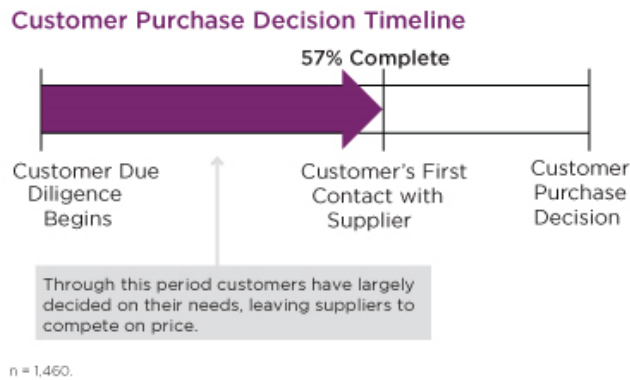 Customer Purchase Decision Timeline
57% Complete
Customer Due
Diligence
Begins
Customer's First
Contact with
Supplier
Customer
Purchase
Decision
Through this period customers have largely
decided on their needs, leaving suppliers to
compete on price.
n = 1,460.